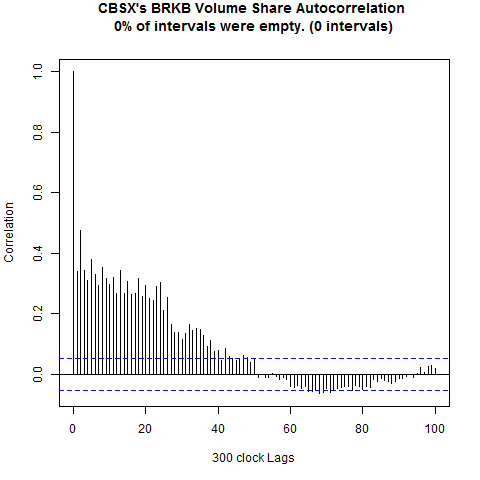 CBSX's BRKB Volume Share Autocorrelation
0% of intervals were empty. (0 intervals)
1.0
0.8
0.6
0.4
0.2
0.0
Correlation
0 20 40 60 80 100
300 clock Lags